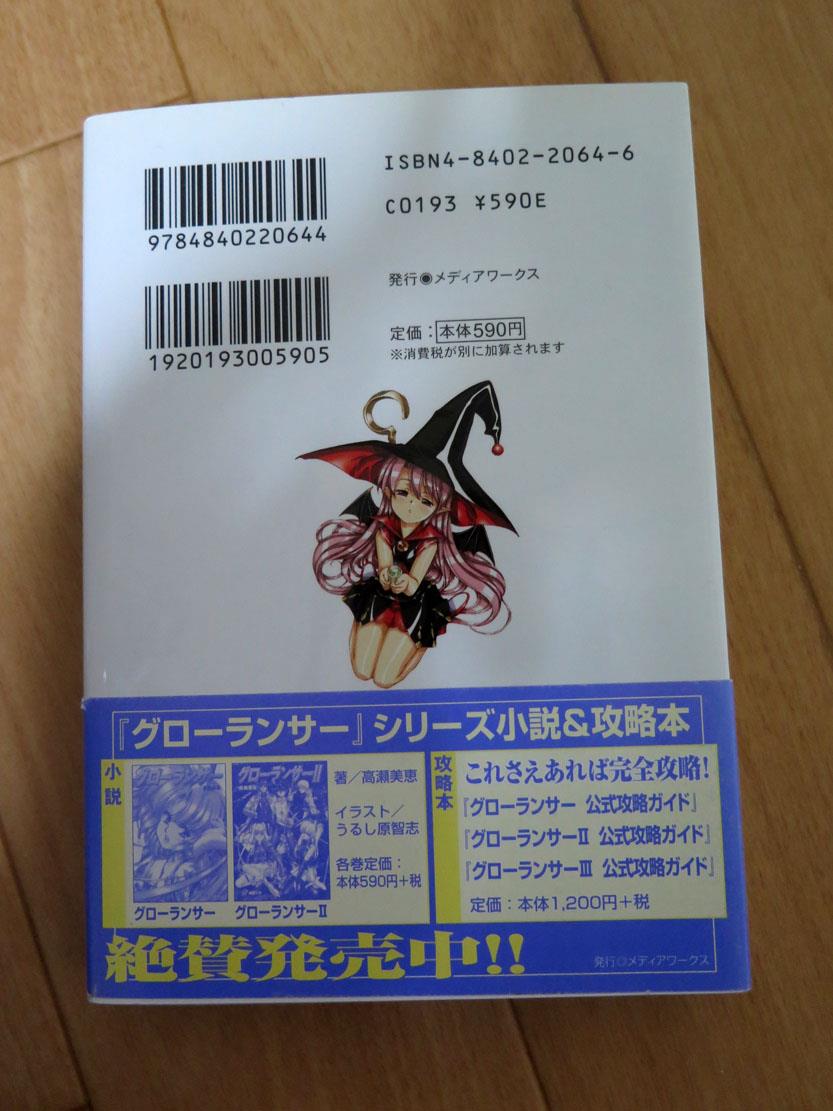 ISBN4-8402-2064-6
C0193 ¥590E
9784840220644
発行◉メディアワークス
1920193005905
定価：本体590円
※消費税が別に加算されます
『グローランサー』シリーズ小説&攻略本
小説
グローランサー
グローランサーII
著／高瀬美恵
イラスト／
うるし原智志
各巻定価：
本体590円+税
グローランサー
グローランサーII
攻略本
これさえあれば完全攻略!
『グローランサー 公式攻略ガイド』
『グローランサーII 公式攻略ガイド』
『グローランサーIII 公式攻略ガイド』
定価：本体1,200円+税
絶賛発売中!!
発行◎メディアワークス